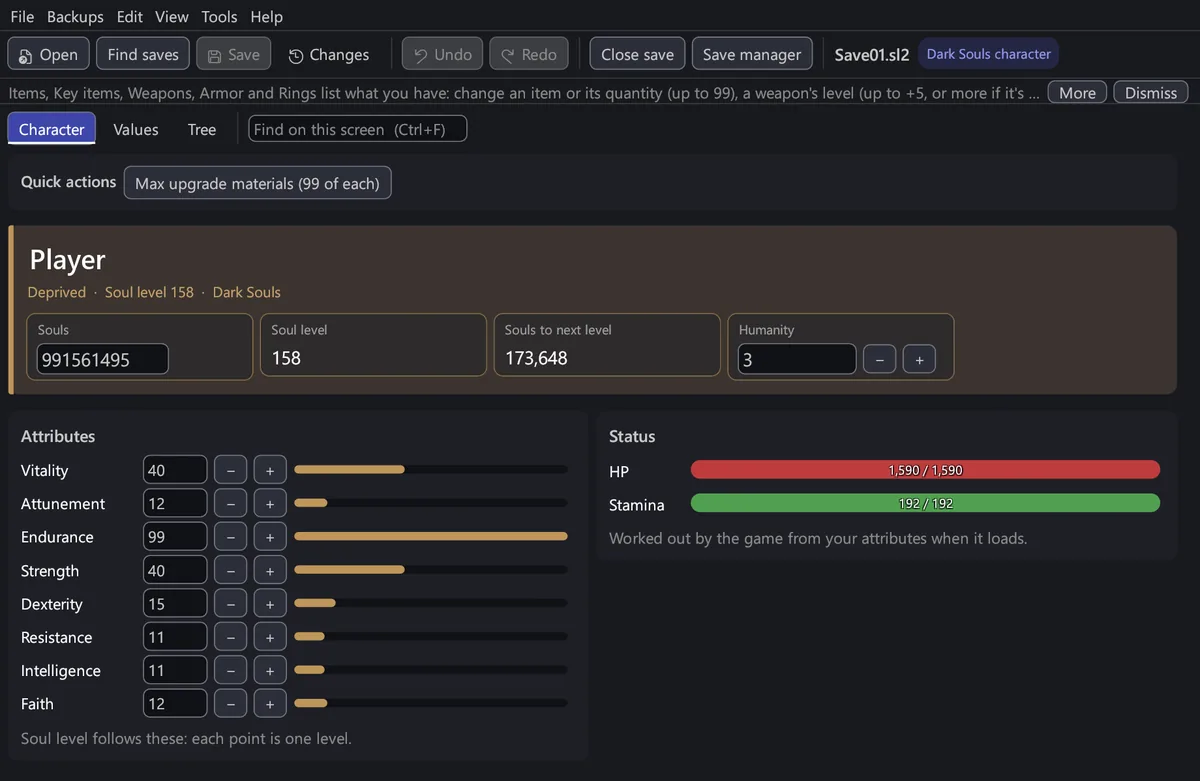 File Backups Edit View Tools Help
Open Find saves Save Changes Undo Redo Close save Save manager Save01.sl2 Dark Souls character
Items, Key items, Weapons, Armor and Rings list what you have: change an item or its quantity (up to 99), a weapon's level (up to +5, or more if it's ... More Dismiss
Character Values Tree Find on this screen (Ctrl+F)
Quick actions Max upgrade materials (99 of each)
Player
Deprived · Soul level 158 · Dark Souls
Souls Soul level Souls to next level Humanity
991561495 158 173,648 3 − +
Attributes Status
Vitality 40 − + HP 1,590 / 1,590
Attunement 12 − + Stamina 192 / 192
Endurance 99 − + Worked out by the game from your attributes when it loads.
Strength 40 − +
Dexterity 15 − +
Resistance 11 − +
Intelligence 11 − +
Faith 12 − +
Soul level follows these: each point is one level.